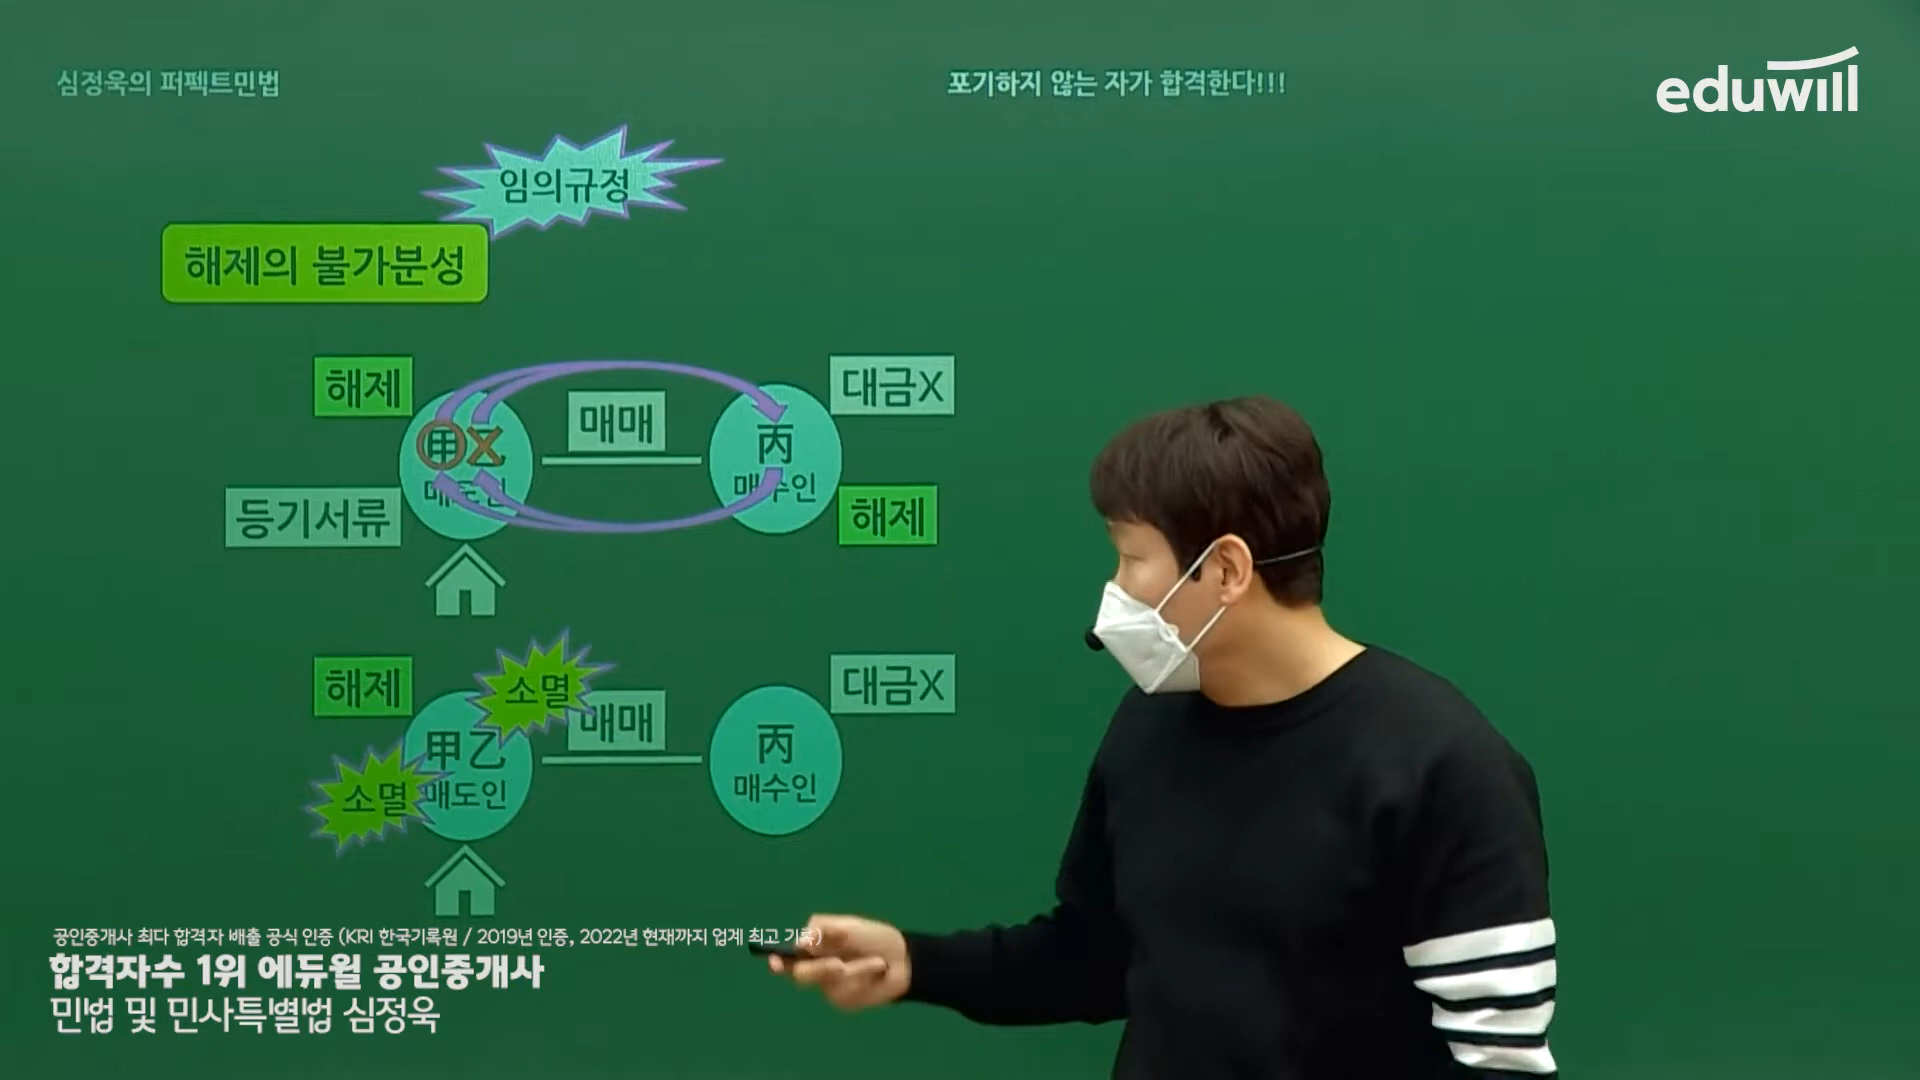 심정욱의 퍼펙트민법
포기하지 않는 자가 합격한다!!!
eduwill
임의규정
해제의 불가분성
해제
대금X
매매
甲乙
丙
매도인
매수인
등기서류
해제
해제
소멸
매매
대금X
甲乙
丙
소멸
매도인
매수인
공인중개사 최다 합격자 배출 공식 인증 (KRI 한국기록원 / 2019년 인증, 2022년 현재까지 업계 최고 기록)
합격자수 1위 에듀윌 공인중개사
민법 및 민사특별법 심정욱